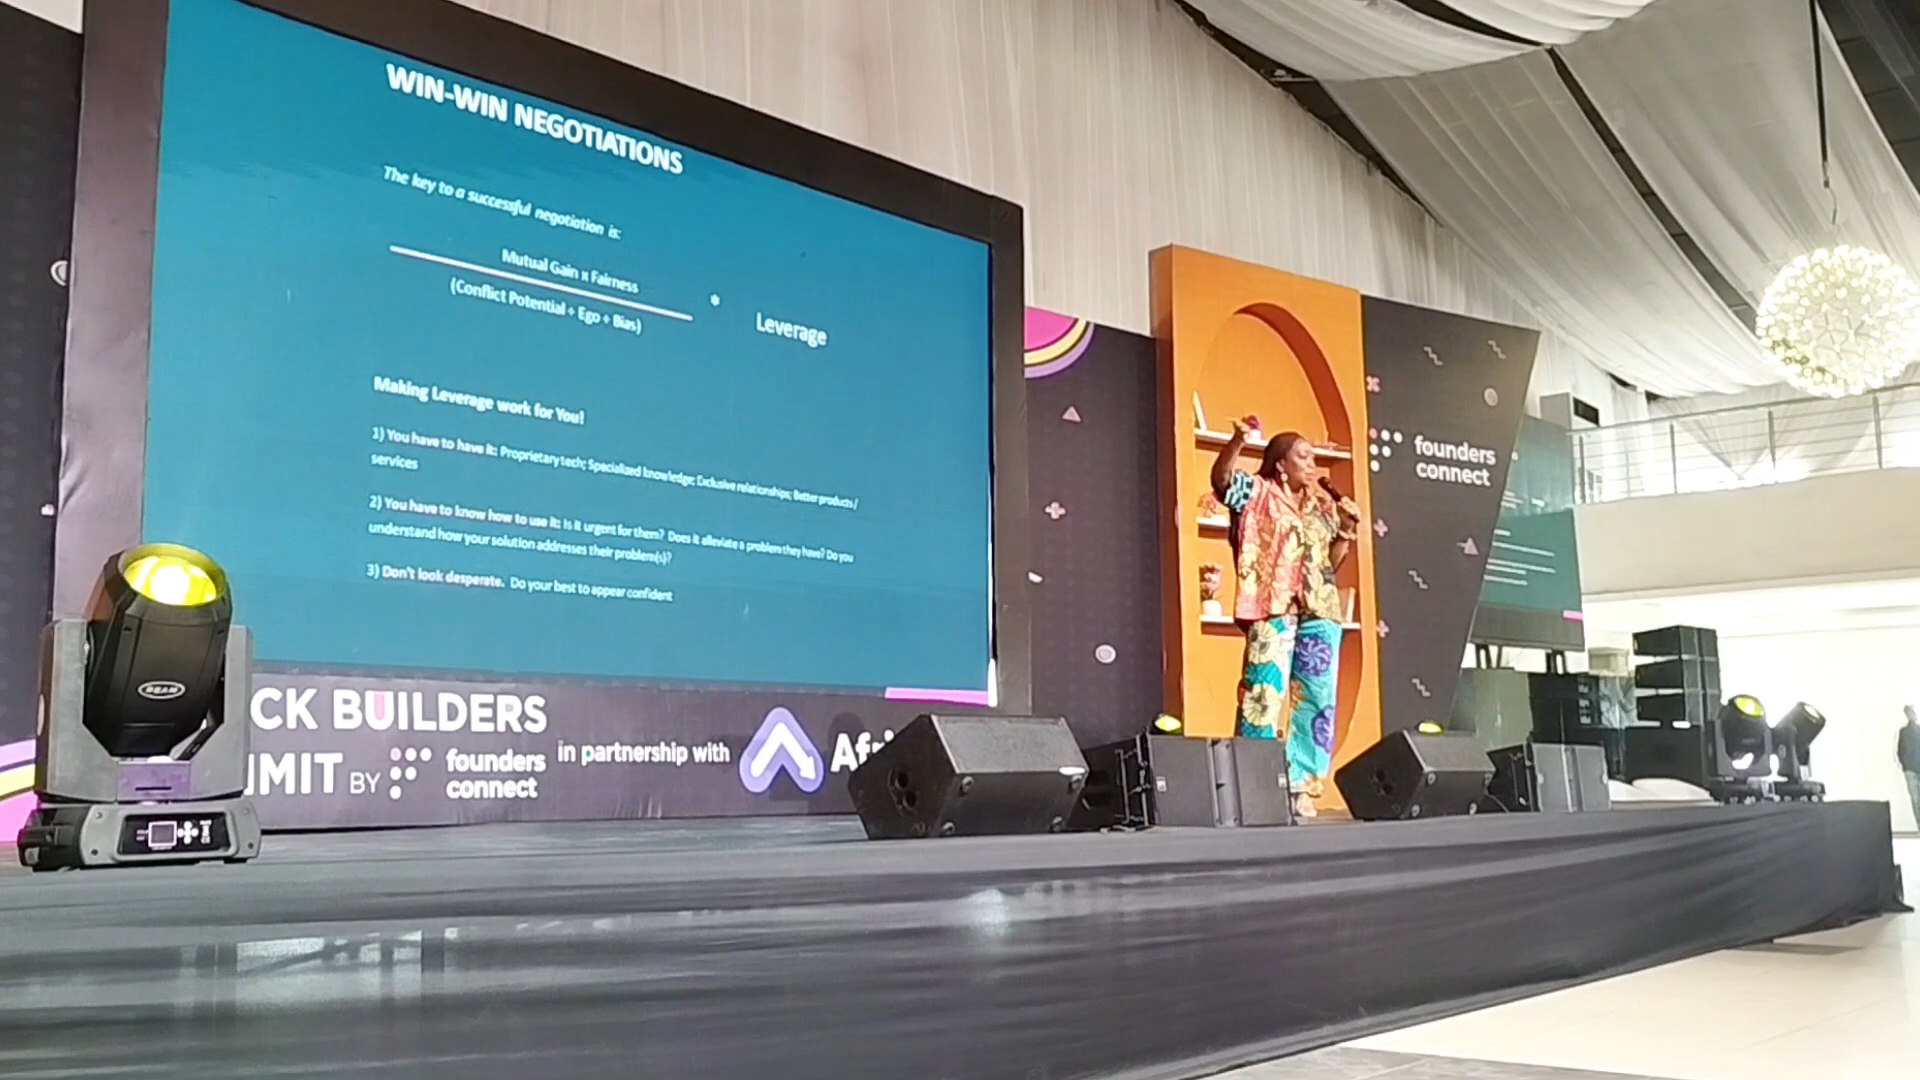 WIN-WIN NEGOTIATIONS
The key to a successful negotiation is:
Mutual Gain x Fairness
(Conflict Potential + Ego + Bias)
*
Leverage
Making Leverage work for You!
1) You have to have it: Proprietary tech; Specialized knowledge; Exclusive relationships; Better products /
services
2) You have to know how to use it: Is it urgent for them? Does it alleviate a problem they have? Do you
understand how your solution addresses their problem(s)?
3) Don't look desperate. Do your best to appear confident
CK BUILDERS
MIT BY founders
connect
in partnership with
Afri
founders
connect
BEAM